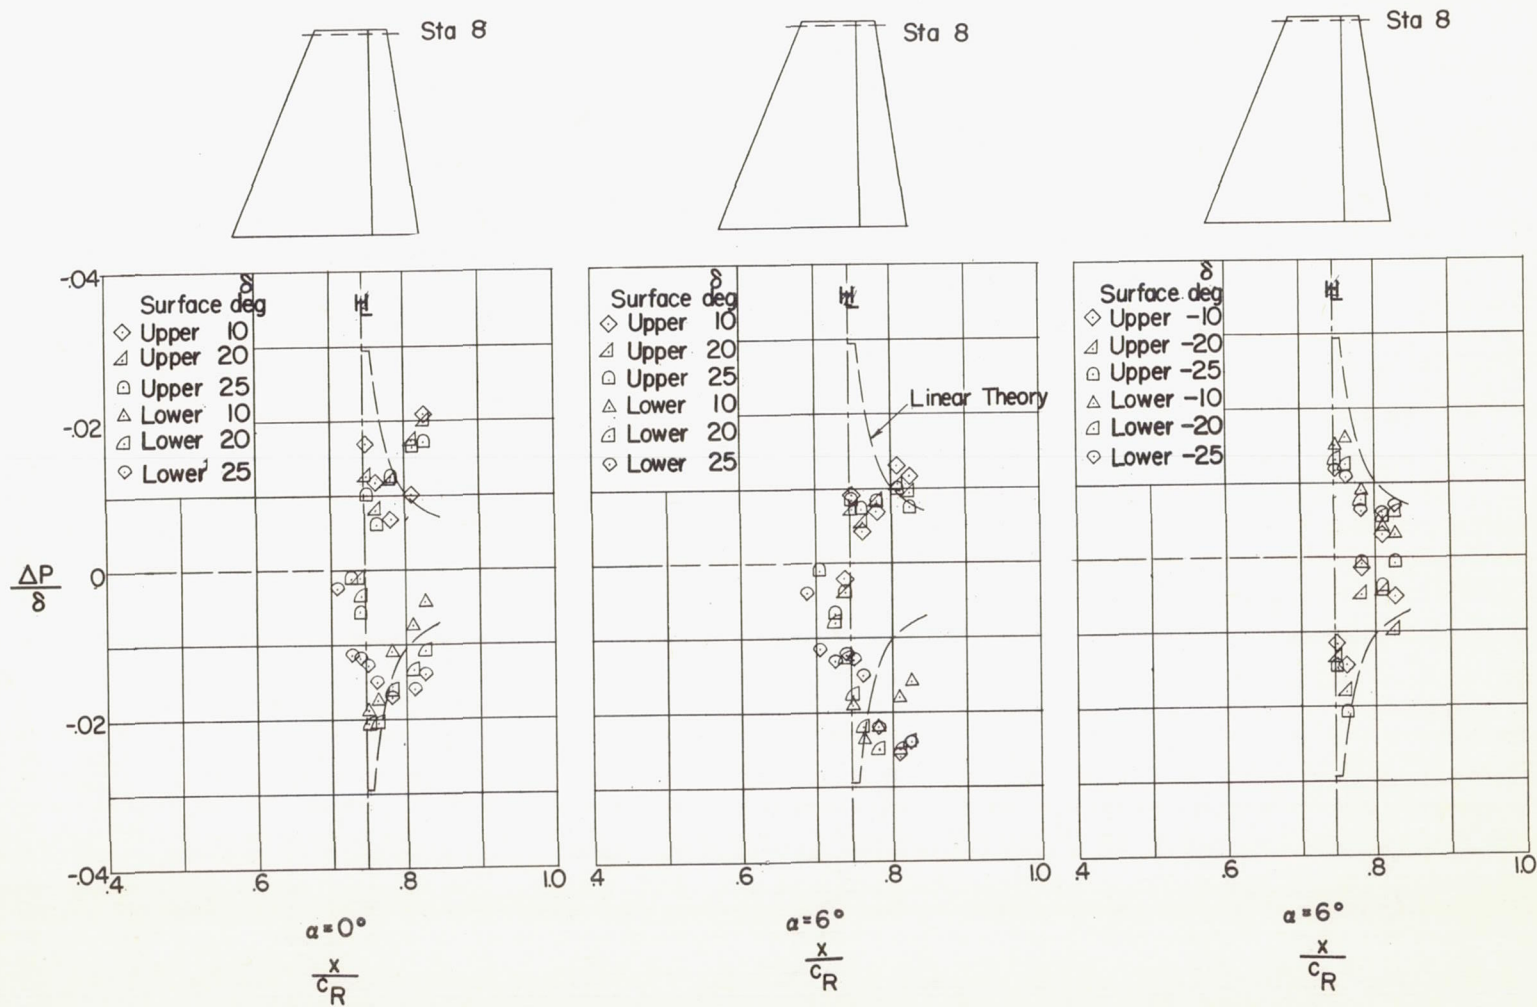 Sta 8
Sta 8
Sta 8
-.04
-.02
0
-.02
-.04
ΔP
δ
δ
Surface deg
Upper 10
Upper 20
Upper 25
Lower 10
Lower 20
Lower 25
HL
.4
.6
.8
1.0
α=0°
x
cR
δ
Surface deg
Upper 10
Upper 20
Upper 25
Lower 10
Lower 20
Lower 25
HL
Linear Theory
.4
.6
.8
1.0
α=6°
x
cR
δ
Surface deg
Upper -10
Upper -20
Upper -25
Lower -10
Lower -20
Lower -25
HL
.4
.6
.8
1.0
α=6°
x
cR